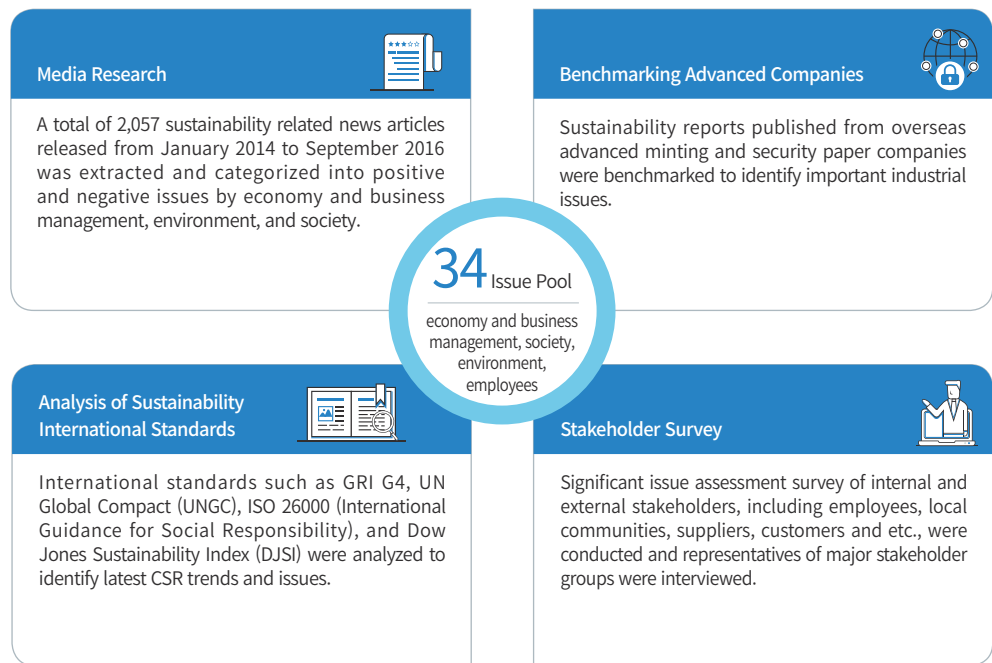 Media Research
A total of 2,057 sustainability related news articles
released from January 2014 to September 2016
was extracted and categorized into positive
and negative issues by economy and business
management, environment, and society.
Benchmarking Advanced Companies
Sustainability reports published from overseas
advanced minting and security paper companies
were benchmarked to identify important industrial
issues.
34 Issue Pool
economy and business
management, society,
environment,
employees
Analysis of Sustainability
International Standards
International standards such as GRI G4, UN
Global Compact (UNGC), ISO 26000 (International
Guidance for Social Responsibility), and Dow
Jones Sustainability Index (DJSI) were analyzed to
identify latest CSR trends and issues.
Stakeholder Survey
Significant issue assessment survey of internal and
external stakeholders, including employees, local
communities, suppliers, customers and etc., were
conducted and representatives of major stakeholder
groups were interviewed.